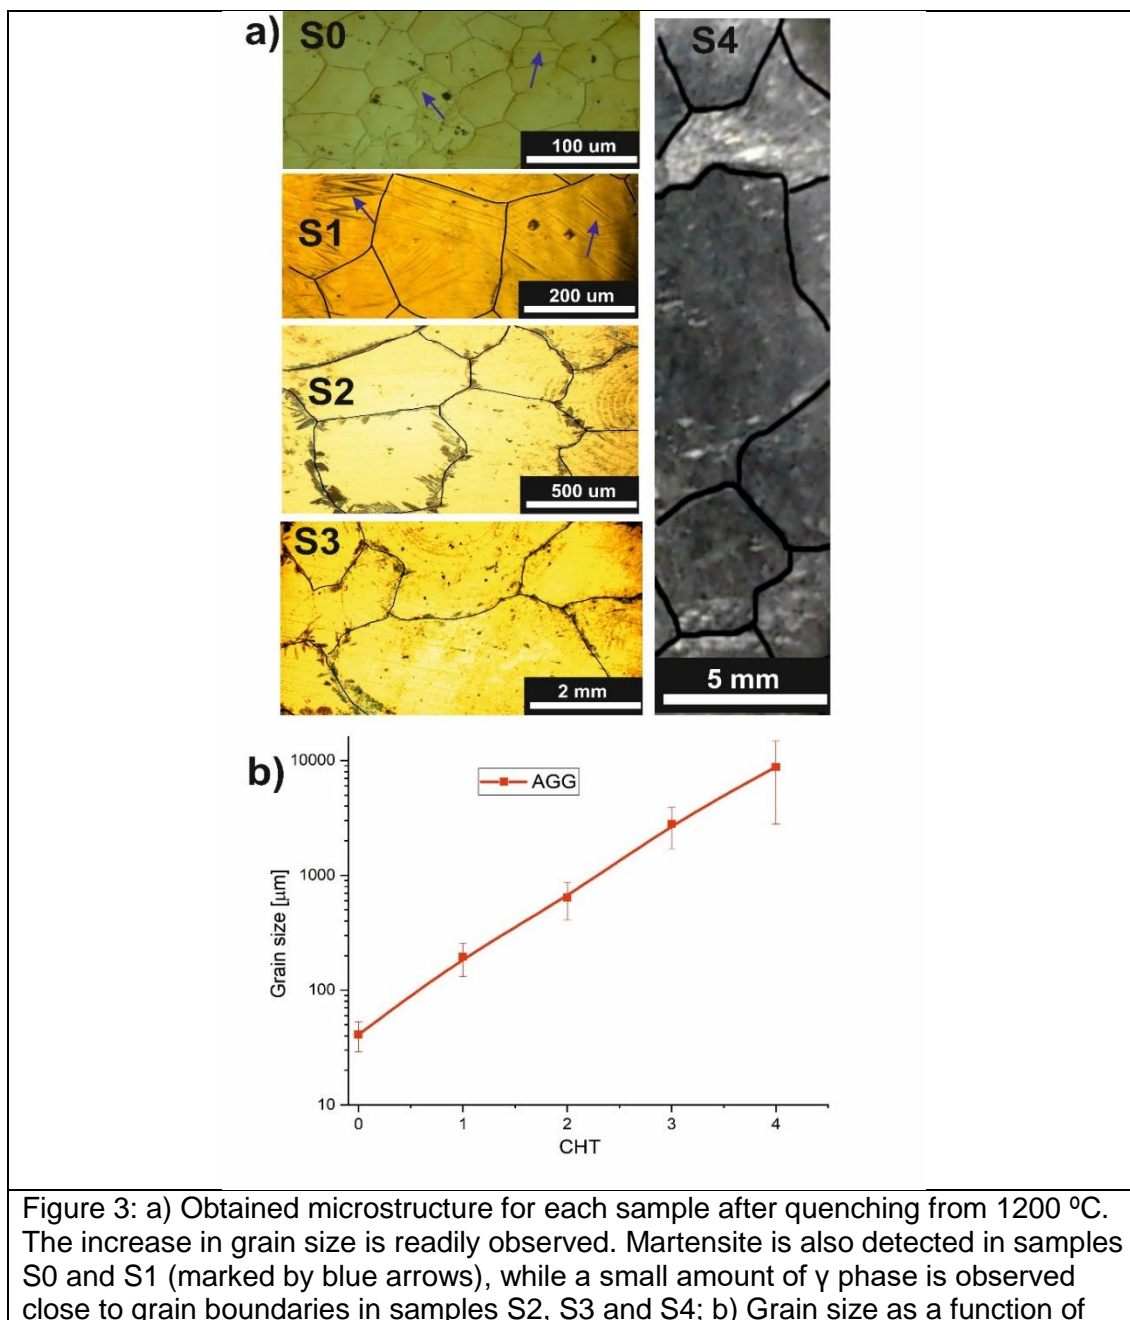 a)
S0
100 um
S1
200 um
S2
500 um
S3
2 mm
S4
5 mm
b)
AGG
10000
1000
100
10
Grain size [μm]
0 1 2 3 4
CHT
Figure 3: a) Obtained microstructure for each sample after quenching from 1200 ºC.
The increase in grain size is readily observed. Martensite is also detected in samples
S0 and S1 (marked by blue arrows), while a small amount of γ phase is observed
close to grain boundaries in samples S2, S3 and S4; b) Grain size as a function of